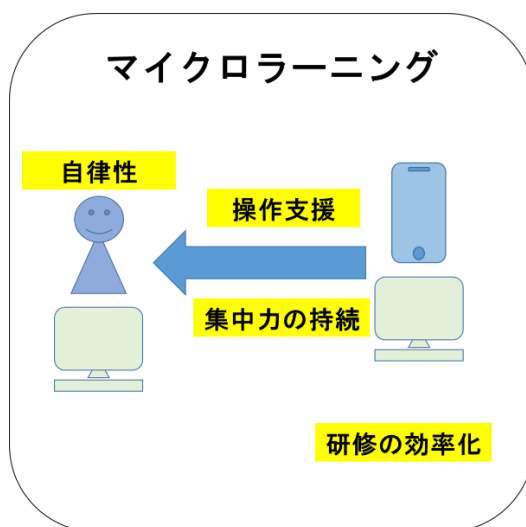 マイクロラーニング
自律性
操作支援
集中力の持続
研修の効率化